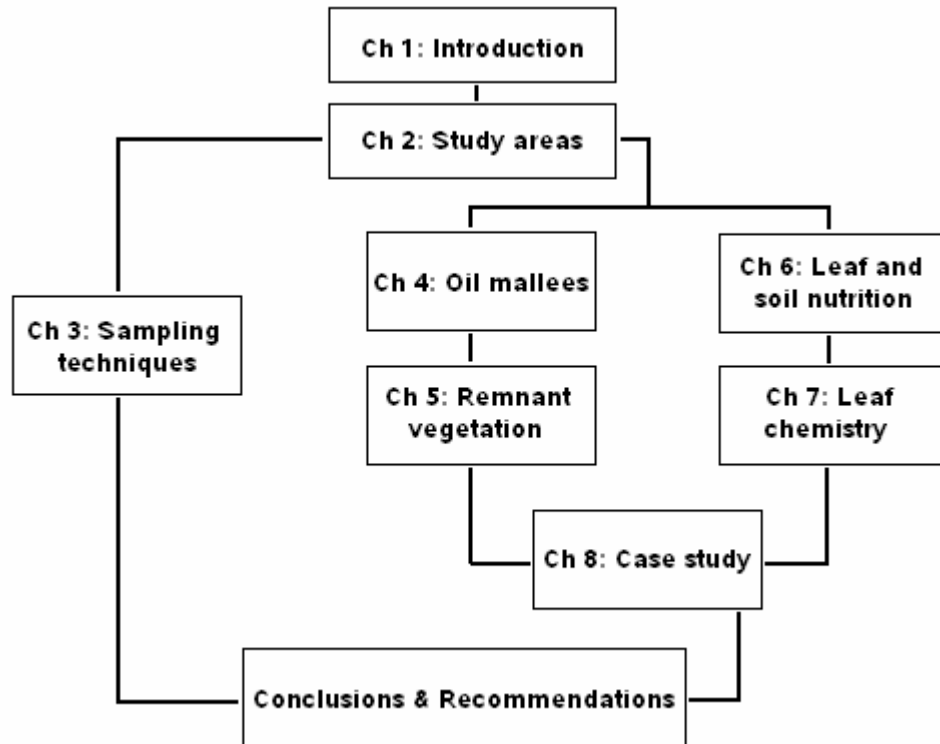 Ch 1: Introduction
Ch 2: Study areas
Ch 3: Sampling
techniques
Ch 4: Oil mallees
Ch 5: Remnant
vegetation
Ch 6: Leaf and
soil nutrition
Ch 7: Leaf
chemistry
Ch 8: Case study
Conclusions & Recommendations